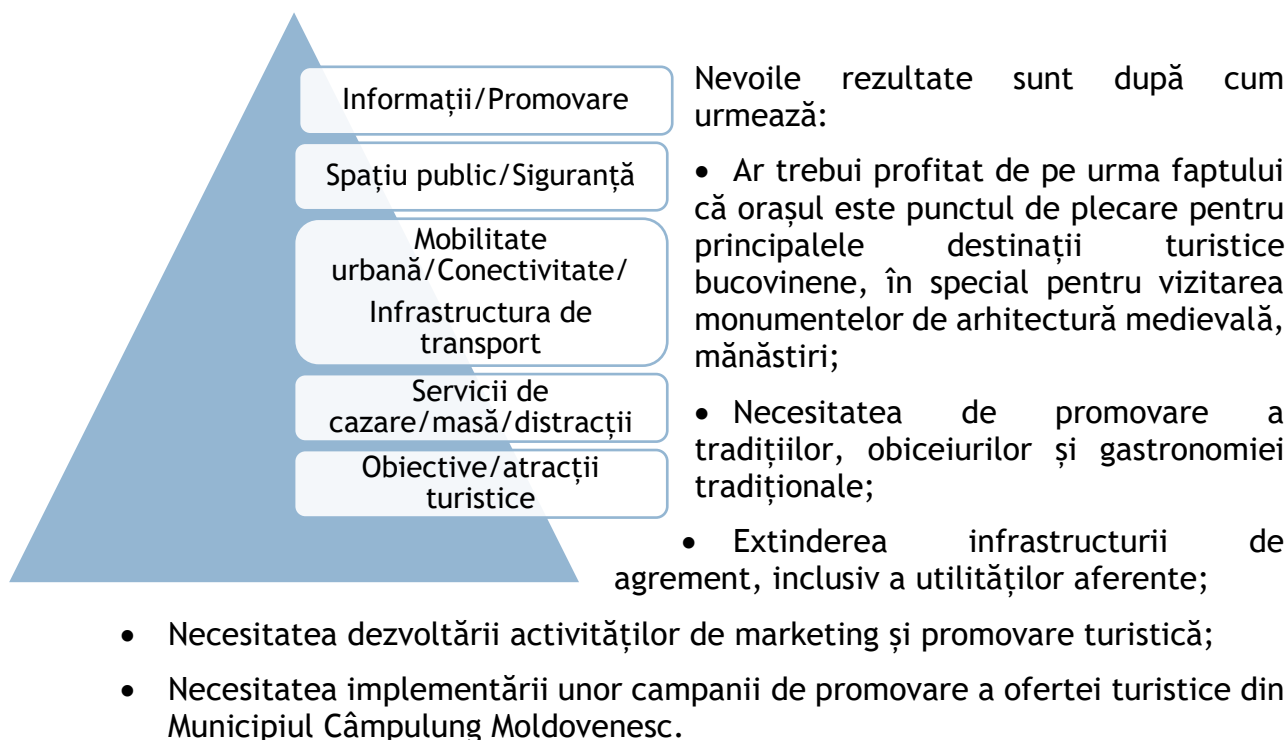 Informații/Promovare
Spațiu public/Siguranță
Mobilitate
urbană/Conectivitate/
Infrastructura de
transport
Servicii de
cazare/masă/distracții
Obiective/atracții
turistice
Nevoile rezultate sunt după cum
urmează:
• Ar trebui profitat de pe urma faptului
că orașul este punctul de plecare pentru
principalele destinații turistice
bucovinene, în special pentru vizitarea
monumentelor de arhitectură medievală,
mănăstiri;
• Necesitatea de promovare a
tradițiilor, obiceiurilor și gastronomiei
tradiționale;
• Extinderea infrastructurii de
agrement, inclusiv a utilităților aferente;
• Necesitatea dezvoltării activităților de marketing și promovare turistică;
• Necesitatea implementării unor campanii de promovare a ofertei turistice din
Municipiul Câmpulung Moldovenesc.